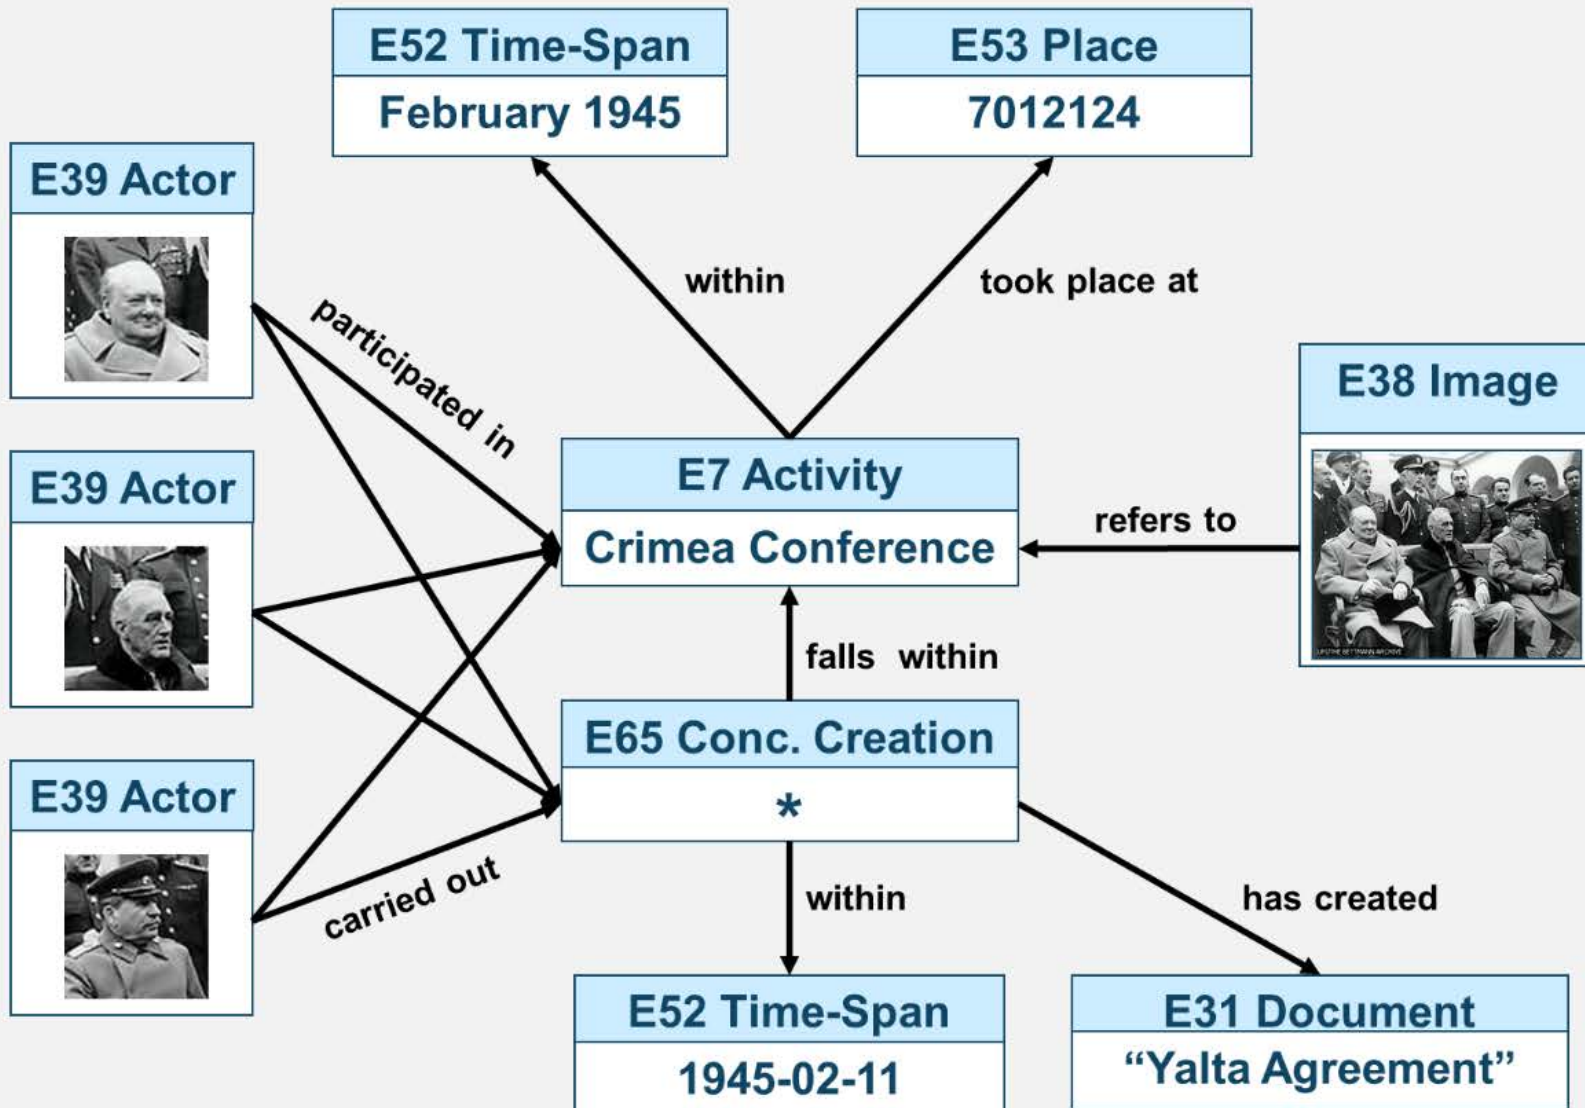 E52 Time-Span
February 1945
E53 Place
7012124
E39 Actor
within
took place at
participated in
E38 Image
E39 Actor
E7 Activity
Crimea Conference
refers to
falls within
E65 Conc. Creation
*
E39 Actor
carried out
within
has created
E52 Time-Span
1945-02-11
E31 Document
“Yalta Agreement”